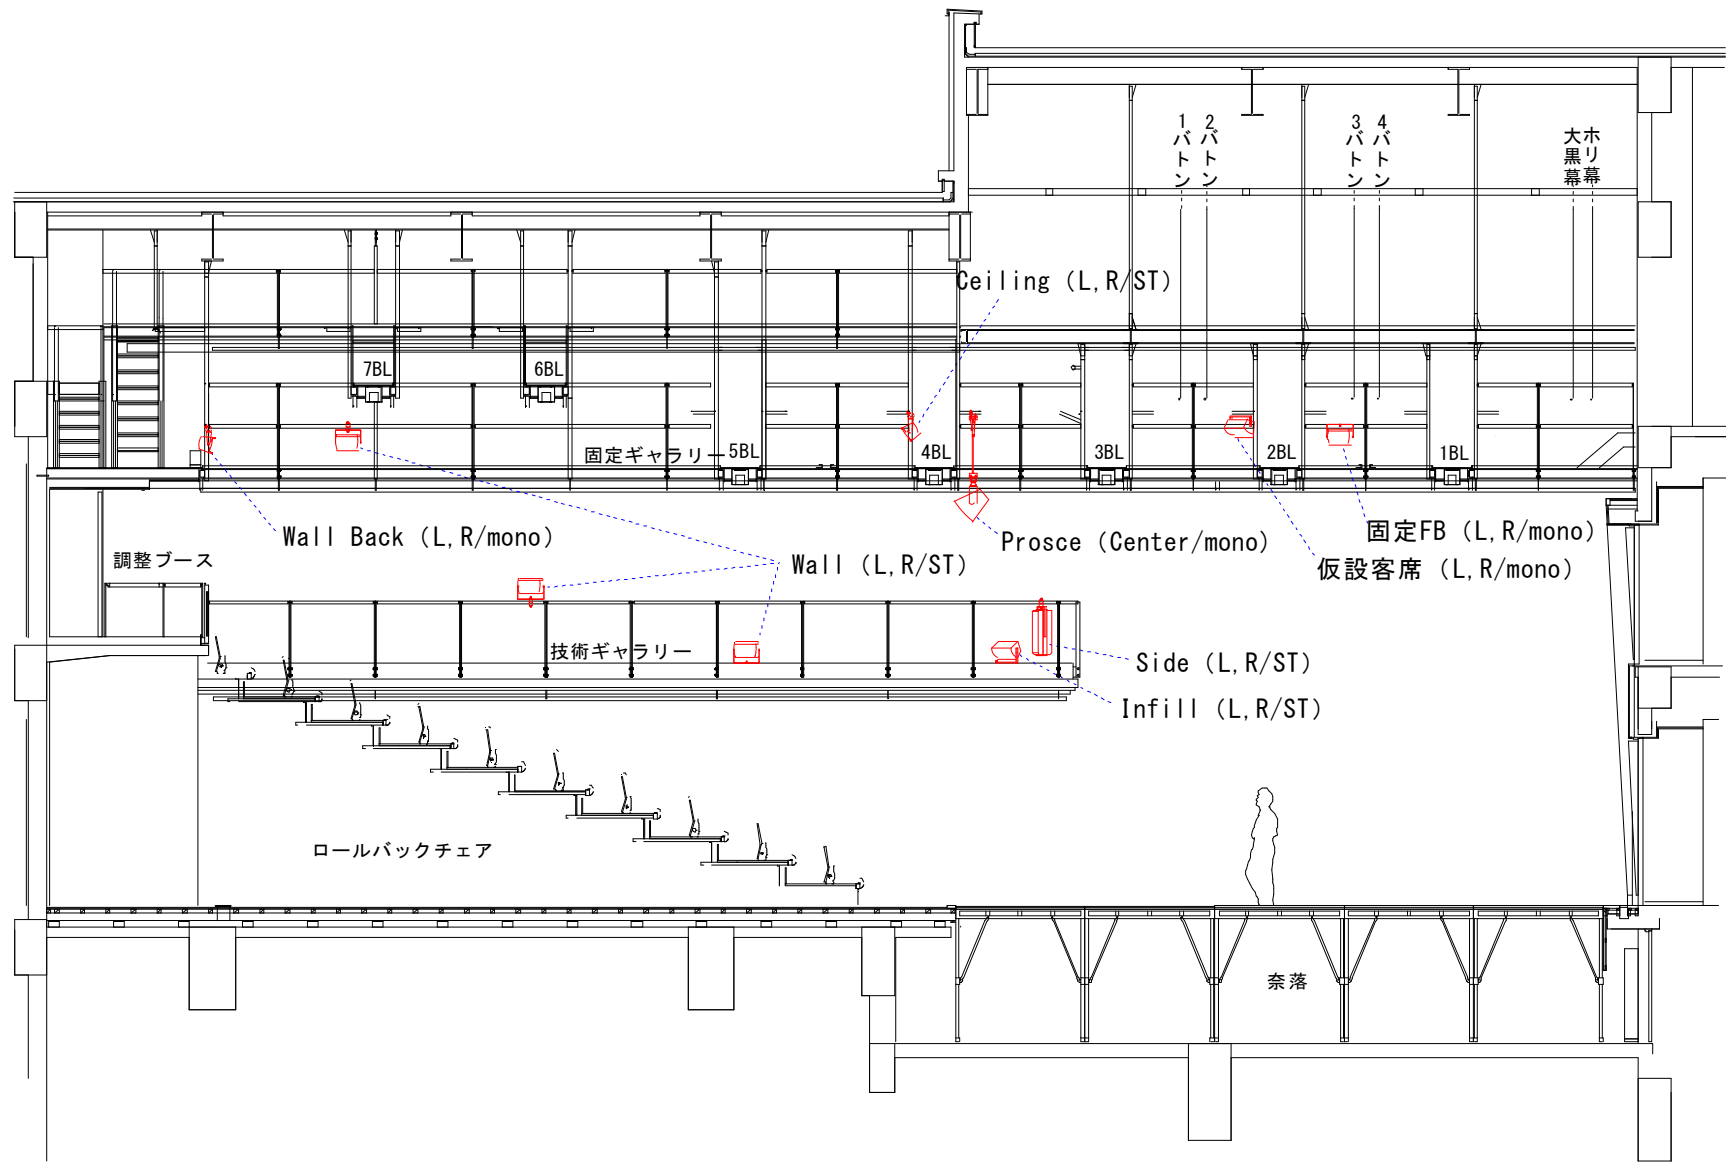 1バトン
2バトン
3バトン
4バトン
大黒幕
ホリ幕
Ceiling (L,R/ST)
7BL
6BL
固定ギャラリー
5BL
4BL
3BL
2BL
1BL
Wall Back (L,R/mono)
Prosce (Center/mono)
固定FB (L,R/mono)
調整ブース
Wall (L,R/ST)
仮設客席 (L,R/mono)
技術ギャラリー
Side (L,R/ST)
Infill (L,R/ST)
ロールバックチェア
奈落